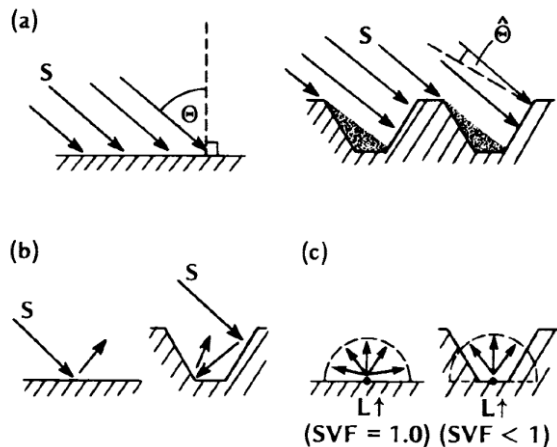 (a)
S
Θ
S
Θ̂
(b)
S
S
(c)
L↑
(SVF = 1.0)
L↑
(SVF < 1)